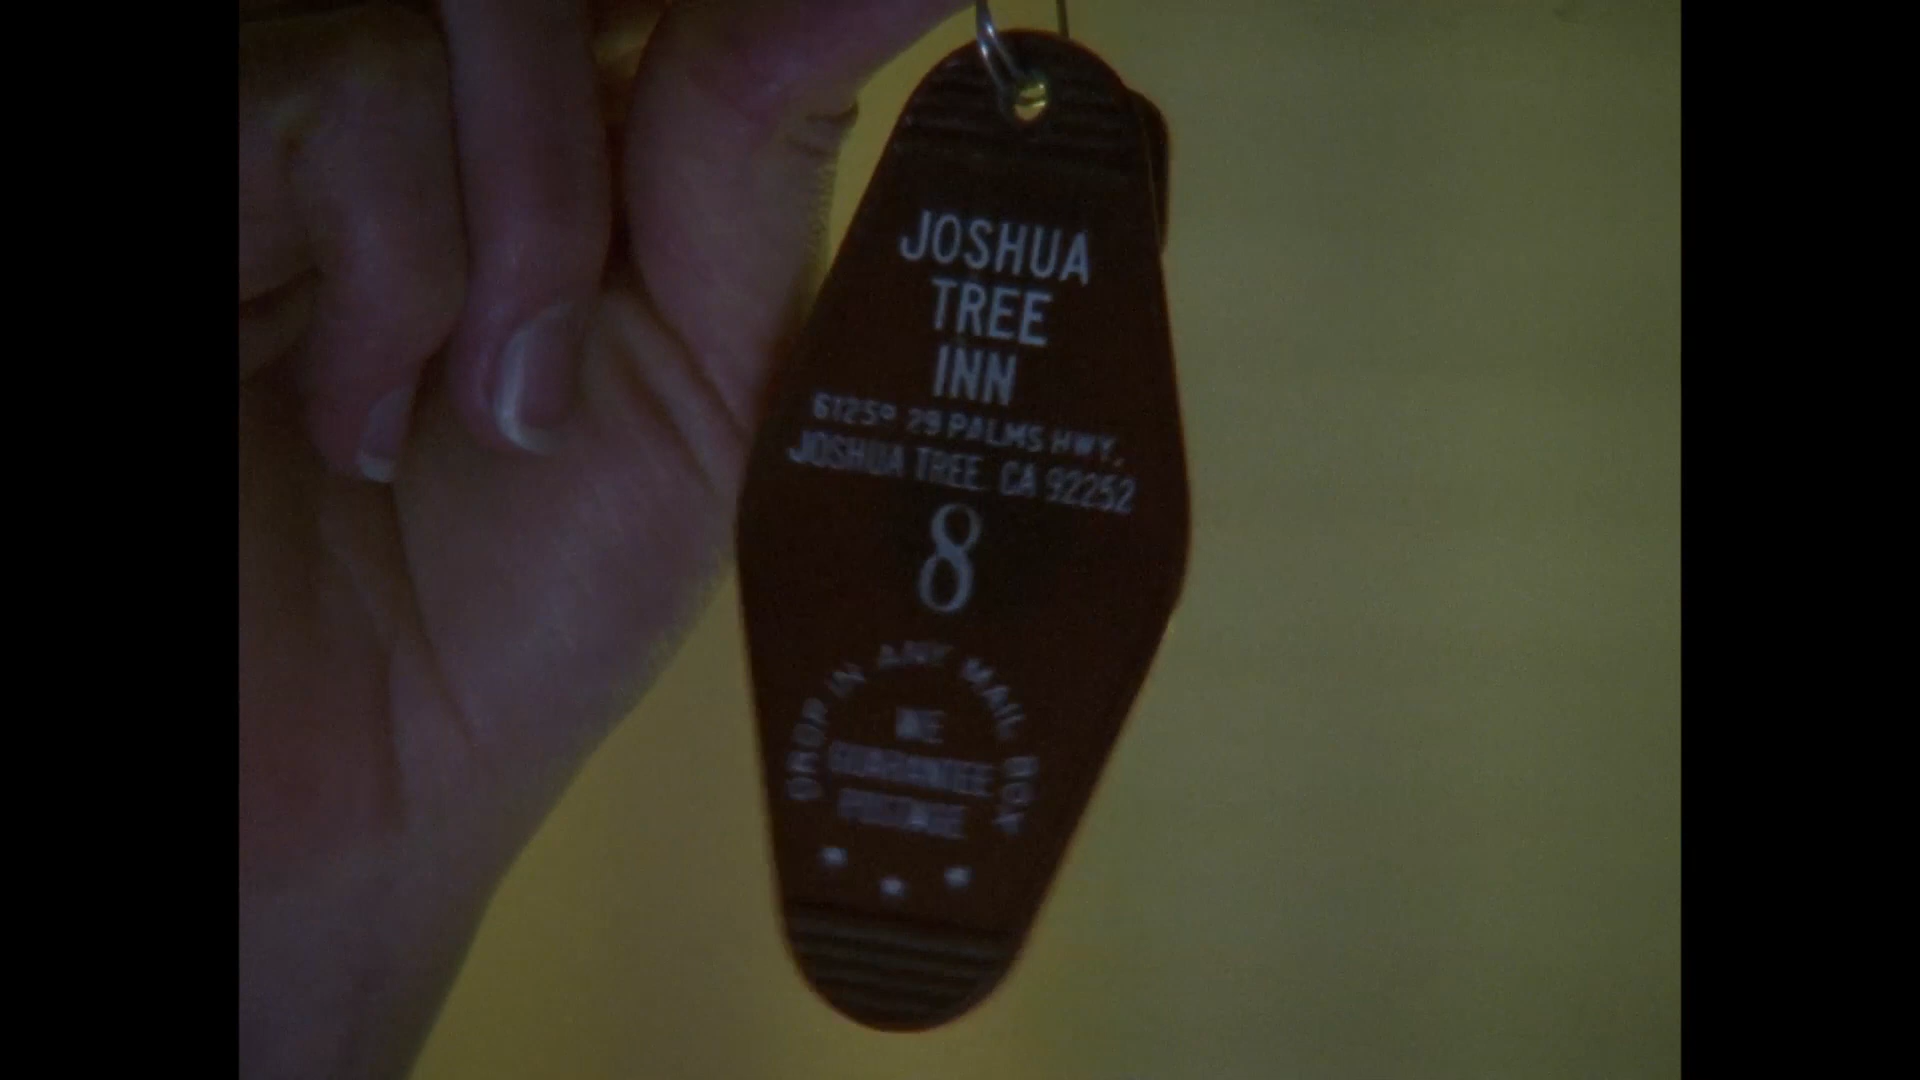 JOSHUA
TREE
INN
61259 29 PALMS HWY.
JOSHUA TREE. CA 92252
8
DROP IN ANY MAIL BOX
WE
GUARANTEE
POSTAGE